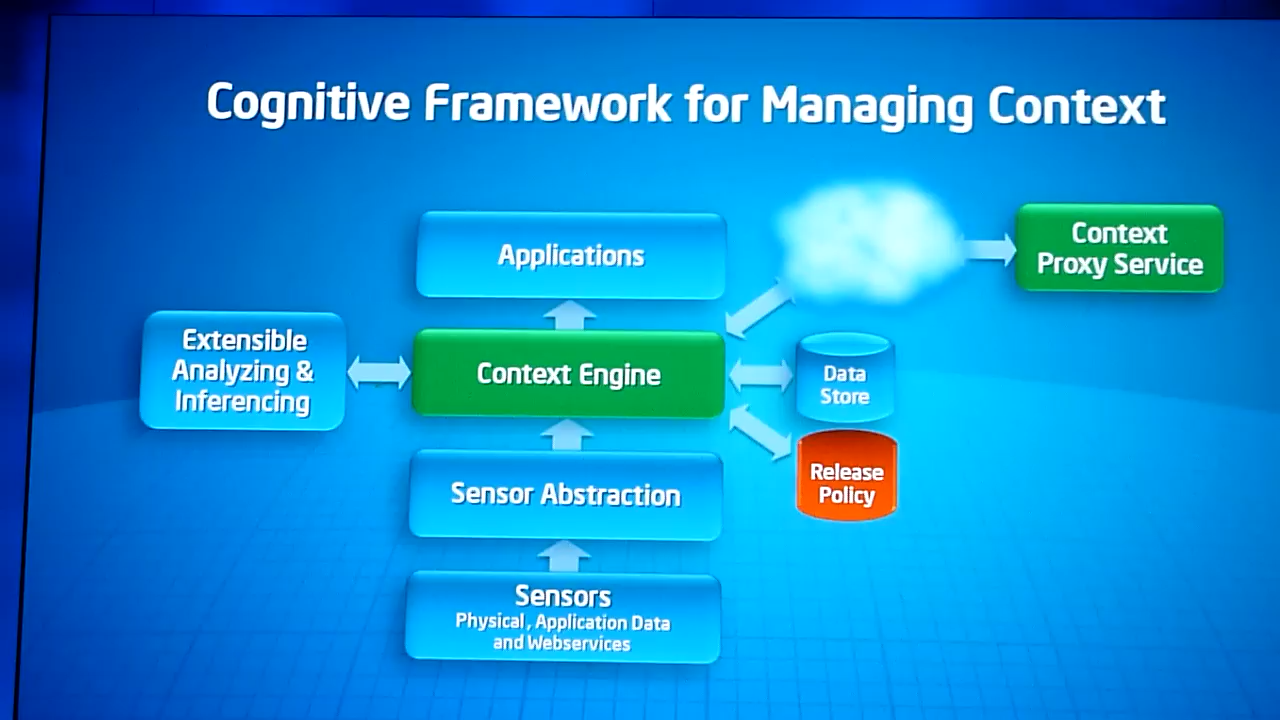 Cognitive Framework for Managing Context
Applications
Context
Proxy Service
Extensible
Analyzing &
Inferencing
Context Engine
Data
Store
Release
Policy
Sensor Abstraction
Sensors
Physical, Application Data
and Webservices